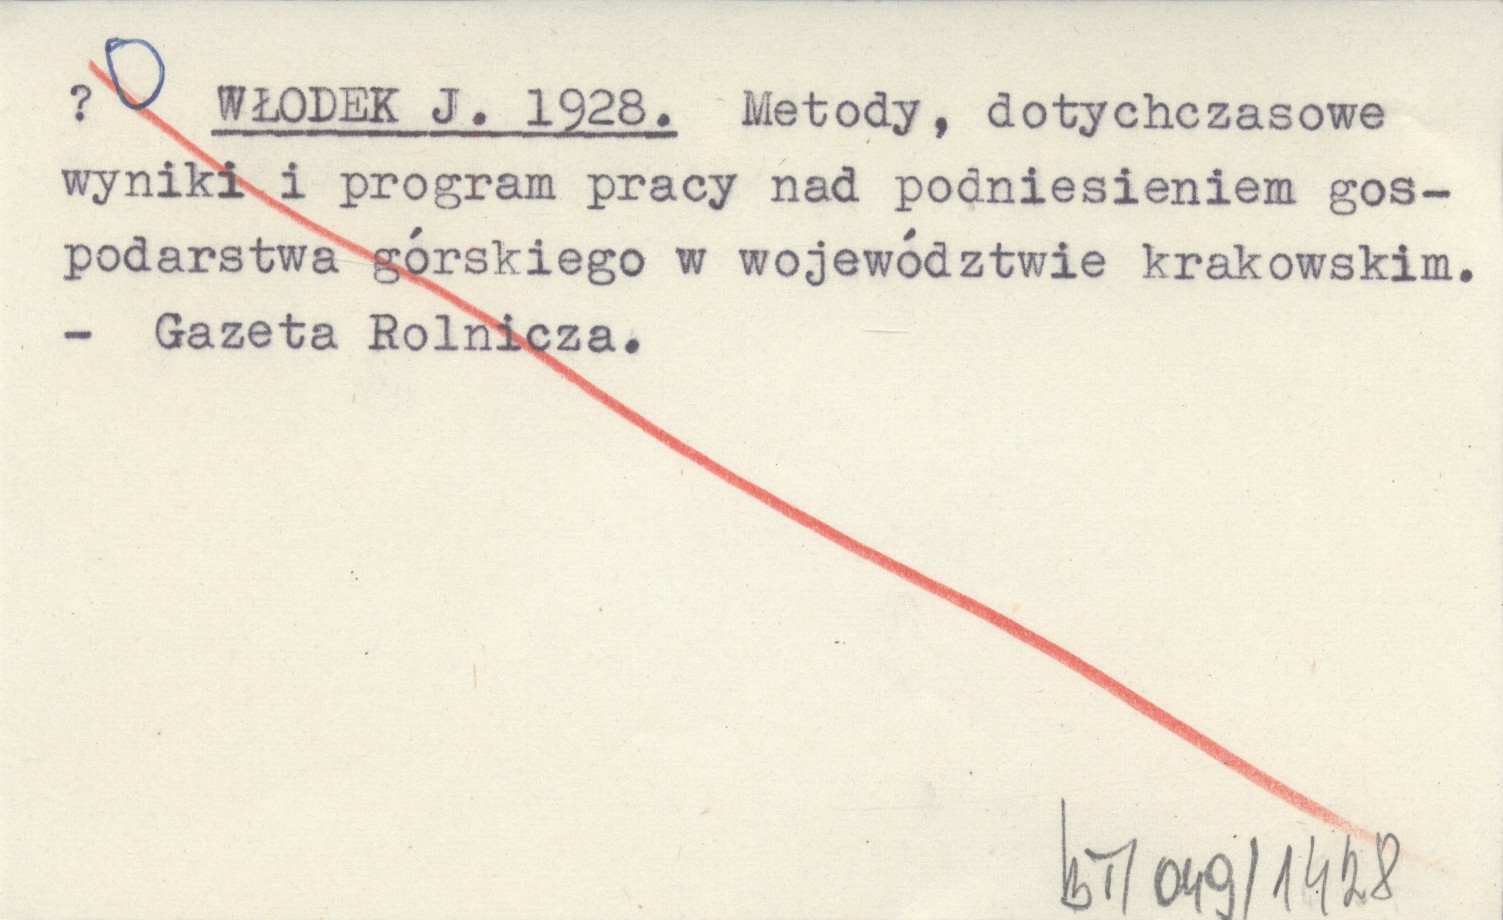 ? WŁODEK J. 1928. Metody, dotychczasowe
wyniki i program pracy nad podniesieniem gos-
podarstwa górskiego w województwie krakowskim.
- Gazeta Rolnicza.
BT/049/1428